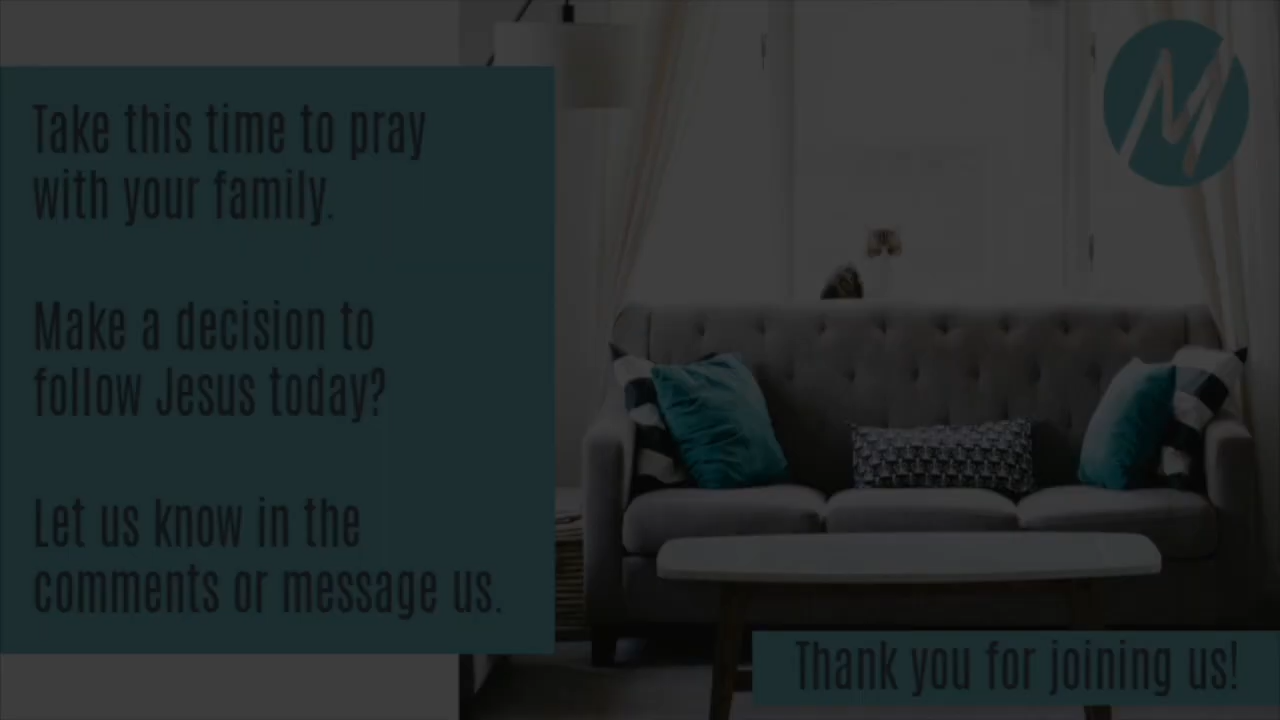 Take this time to pray
with your family.
Make a decision to
follow Jesus today?
Let us know in the
comments or message us.
Thank you for joining us!
M